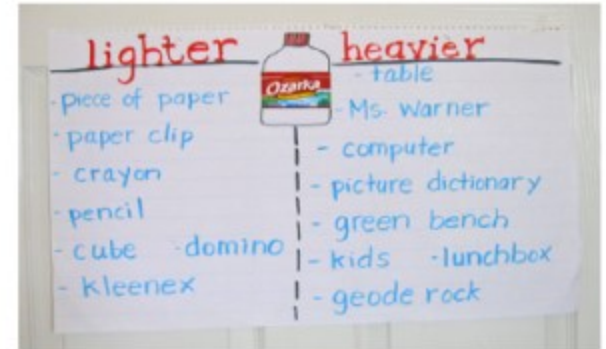 lighter
heavier
Ozarka
- piece of paper
- paper clip
- crayon
- pencil
- cube - domino
- kleenex
- table
- Ms. Warner
- computer
- picture dictionary
- green bench
- kids - lunchbox
- geode rock